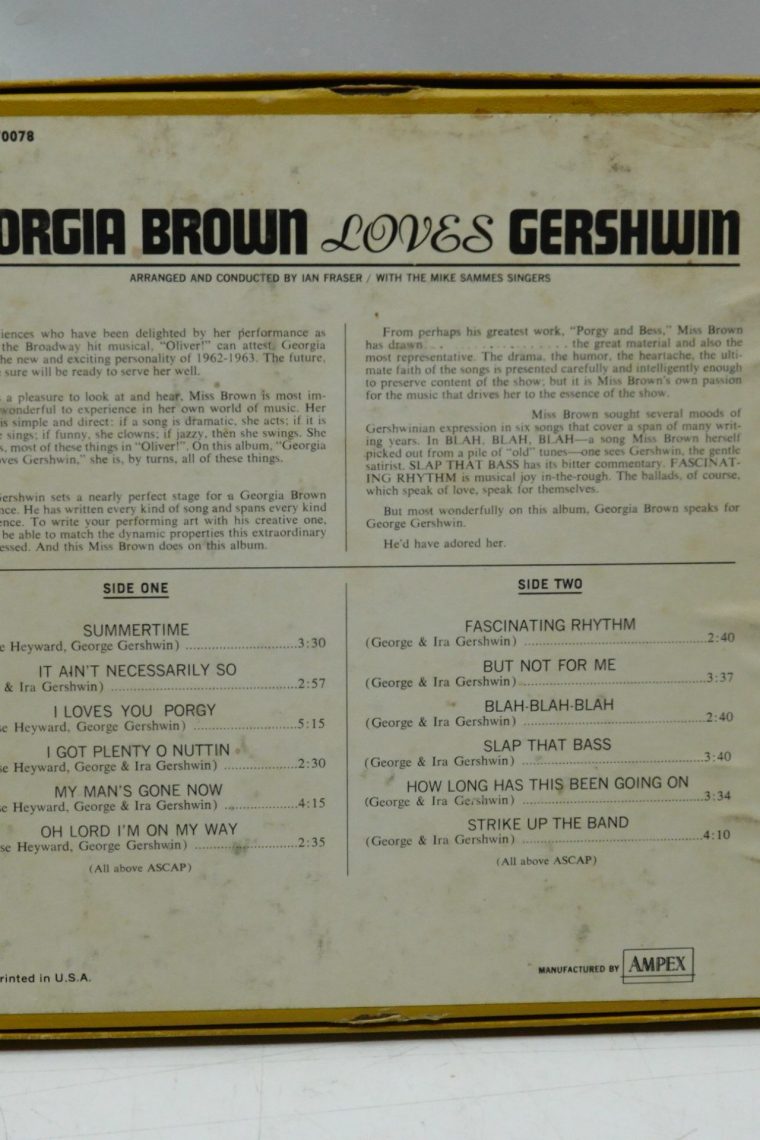 0078
ORGIA BROWN LOVES GERSHWIN
ARRANGED AND CONDUCTED BY IAN FRASER / WITH THE MIKE SAMMES SINGERS
iences who have been delighted by her performance as
the Broadway hit musical, "Oliver!" can attest, Georgia
he new and exciting personality of 1962-1963. The future,
sure will be ready to serve her well.
a pleasure to look at and hear, Miss Brown is most im-
wonderful to experience in her own world of music. Her
is simple and direct: if a song is dramatic, she acts; if it is
e sings; if funny, she clowns; if jazzy, then she swings. She
s, most of these things in "Oliver!". On this album, "Georgia
oves Gershwin," she is, by turns, all of these things.
Gershwin sets a nearly perfect stage for a Georgia Brown
nce. He has written every kind of song and spans every kind
ence. To write your performing art with his creative one,
be able to match the dynamic properties this extraordinary
essed. And this Miss Brown does on this album.
From perhaps his greatest work, "Porgy and Bess," Miss Brown
has drawn . . . . . . . . . . . . . . . . the great material and also the
most representative. The drama, the humor, the heartache, the ulti-
mate faith of the songs is presented carefully and intelligently enough
to preserve content of the show; but it is Miss Brown's own passion
for the music that drives her to the essence of the show.
Miss Brown sought several moods of
Gershwinian expression in six songs that cover a span of many writ-
ing years. In BLAH, BLAH, BLAH—a song Miss Brown herself
picked out from a pile of "old" tunes—one sees Gershwin, the gentle
satirist. SLAP THAT BASS has its bitter commentary. FASCINAT-
ING RHYTHM is musical joy in-the-rough. The ballads, of course,
which speak of love, speak for themselves.
But most wonderfully on this album, Georgia Brown speaks for
George Gershwin.
He'd have adored her.
SIDE ONE
SUMMERTIME
e Heyward, George Gershwin) ..............................3:30
IT AIN'T NECESSARILY SO
& Ira Gershwin) ..................................................2:57
I LOVES YOU PORGY
se Heyward, George Gershwin) ..............................5:15
I GOT PLENTY O NUTTIN
se Heyward, George & Ira Gershwin) ....................2:30
MY MAN'S GONE NOW
se Heyward, George & Ira Gershwin) ....................4:15
OH LORD I'M ON MY WAY
se Heyward, George Gershwin) ..............................2:35
(All above ASCAP)
SIDE TWO
FASCINATING RHYTHM
(George & Ira Gershwin) ..................................................2:40
BUT NOT FOR ME
(George & Ira Gershwin) ..................................................3:37
BLAH-BLAH-BLAH
(George & Ira Gershwin) ..................................................2:40
SLAP THAT BASS
(George & Ira Gershwin) ..................................................3:40
HOW LONG HAS THIS BEEN GOING ON
(George & Ira Gershwin) ..................................................3:34
STRIKE UP THE BAND
(George & Ira Gershwin) ..................................................4:10
(All above ASCAP)
rinted in U.S.A.
MANUFACTURED BY AMPEX